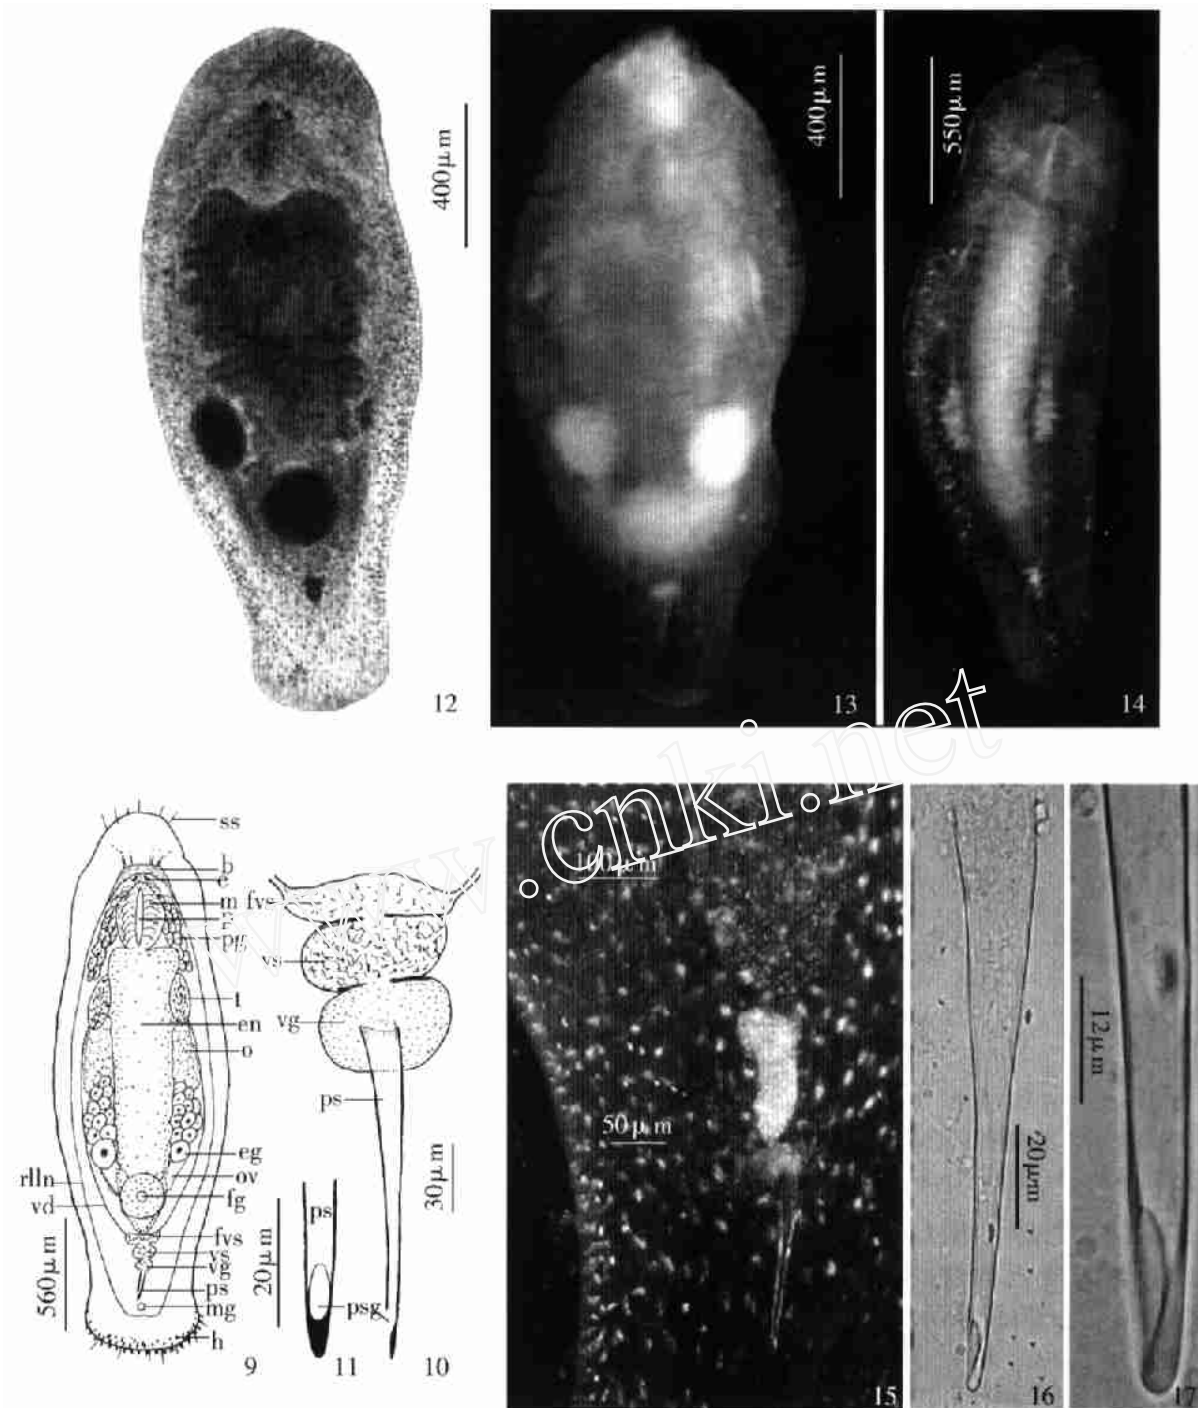 400μm
12
400μm
13
550μm
14
www.cnki.net
ss
b
e
m
pg
t
en
o
eg
ov
fg
rlln
vd
fvs
vs
vg
ps
mg
h
560μm
9
fvs
vs
vg
ps
30μm
10
ps
psg
20μm
11
100μm
50μm
15
20μm
16
12μm
17